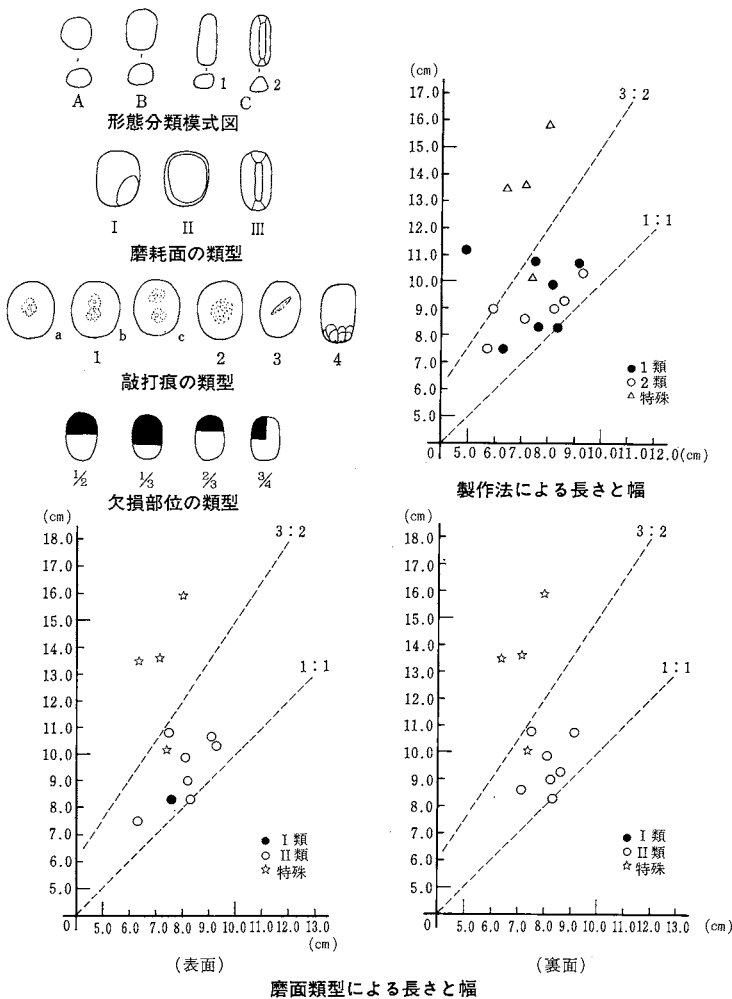 1
2
A B C
形態分類模式図
I II III
磨耗面の類型
a b c
1 2 3 4
敲打痕の類型
1/2 1/3 2/3 3/4
欠損部位の類型
(cm)
17.0
16.0
15.0
14.0
13.0
12.0
11.0
10.0
9.0
8.0
7.0
6.0
5.0
0
3:2
1:1
●1類
○2類
△特殊
5.0 6.0 7.0 8.0 9.0 10.0 11.0 12.0(cm)
製作法による長さと幅
(cm)
18.0
17.0
16.0
15.0
14.0
13.0
12.0
11.0
10.0
9.0
8.0
7.0
6.0
5.0
0
3:2
1:1
●I類
○II類
☆特殊
5.0 6.0 7.0 8.0 9.0 10.0 11.0 12.0 13.0
(cm)
(表面)
(cm)
18.0
17.0
16.0
15.0
14.0
13.0
12.0
11.0
10.0
9.0
8.0
7.0
6.0
5.0
0
3:2
1:1
●I類
○II類
☆特殊
5.0 6.0 7.0 8.0 9.0 10.0 11.0 12.0 13.0 (cm)
(裏面)
磨面類型による長さと幅